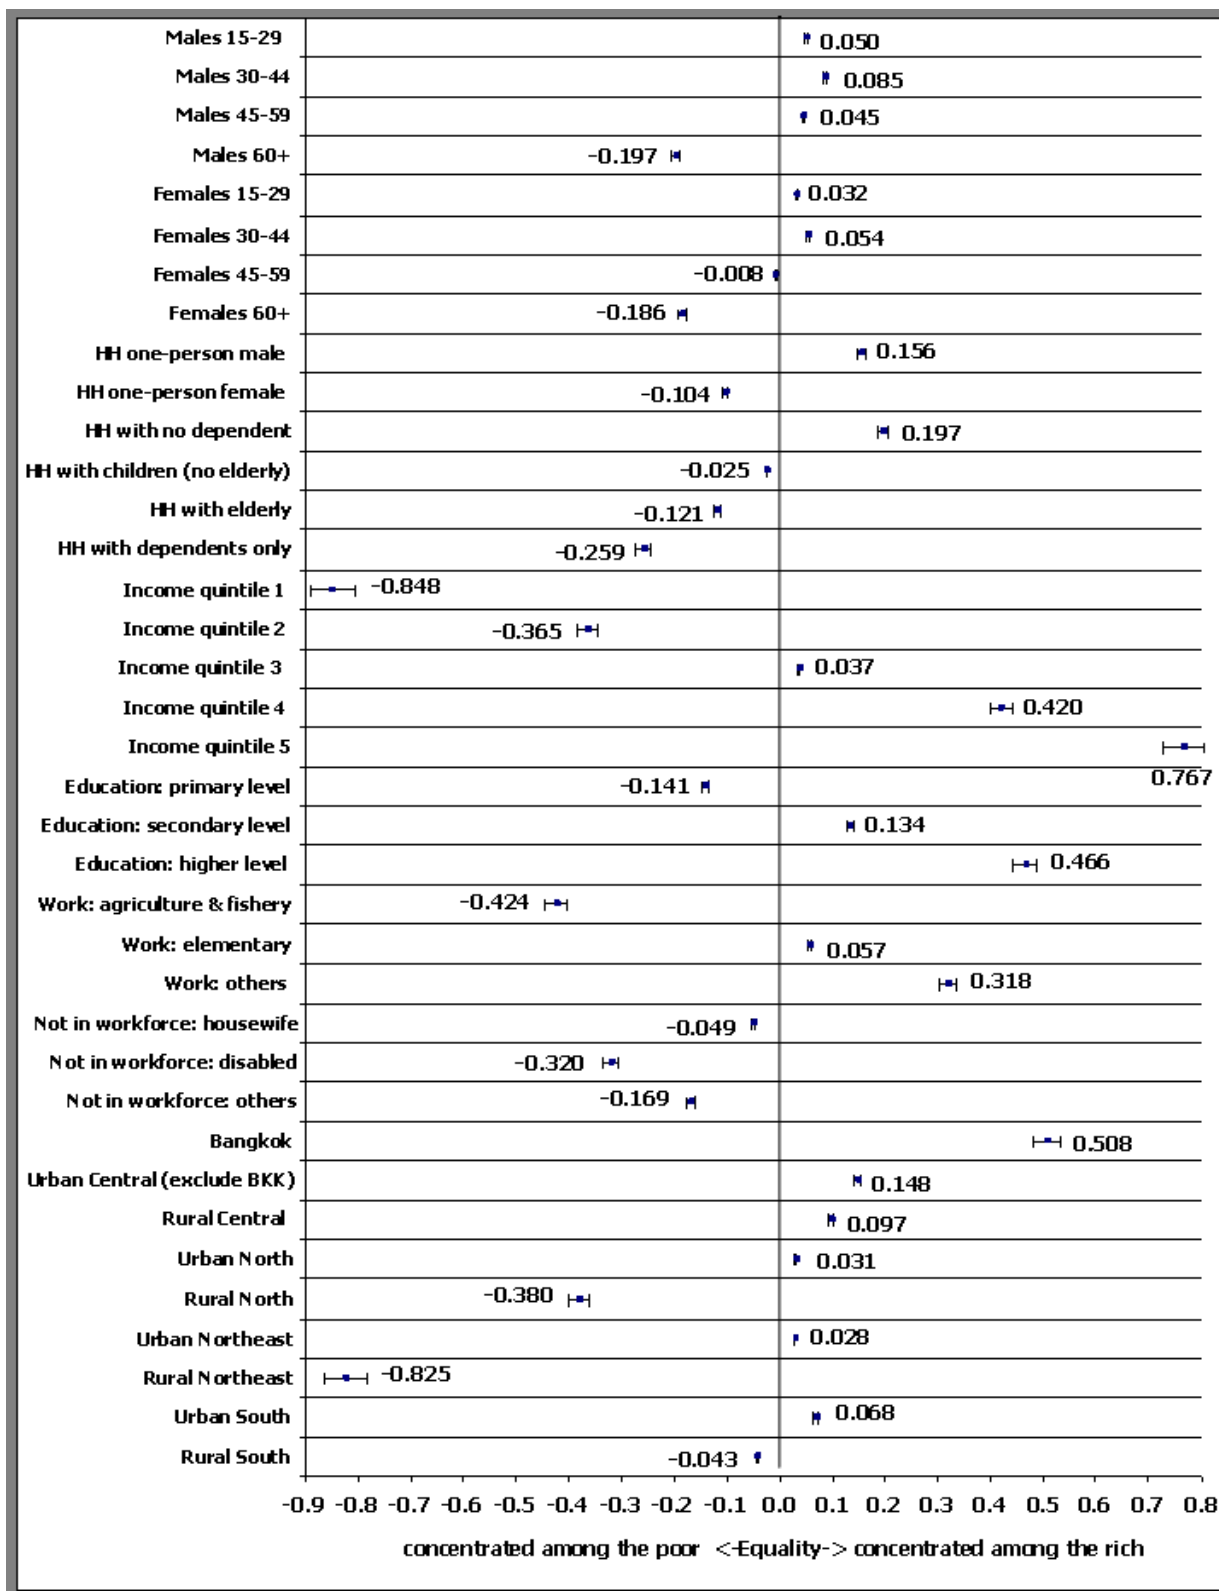 Males 15-29 0.050
Males 30-44 0.085
Males 45-59 0.045
Males 60+ -0.197
Females 15-29 0.032
Females 30-44 0.054
Females 45-59 -0.008
Females 60+ -0.186
HH one-person male 0.156
HH one-person female -0.104
HH with no dependent 0.197
HH with children (no elderly) -0.025
HH with elderly -0.121
HH with dependents only -0.259
Income quintile 1 -0.848
Income quintile 2 -0.365
Income quintile 3 0.037
Income quintile 4 0.420
Income quintile 5 0.767
Education: primary level -0.141
Education: secondary level 0.134
Education: higher level 0.466
Work: agriculture & fishery -0.424
Work: elementary 0.057
Work: others 0.318
Not in workforce: housewife -0.049
Not in workforce: disabled -0.320
Not in workforce: others -0.169
Bangkok 0.508
Urban Central (exclude BKK) 0.148
Rural Central 0.097
Urban North 0.031
Rural North -0.380
Urban Northeast 0.028
Rural Northeast -0.825
Urban South 0.068
Rural South -0.043
-0.9 -0.8 -0.7 -0.6 -0.5 -0.4 -0.3 -0.2 -0.1 0.0 0.1 0.2 0.3 0.4 0.5 0.6 0.7 0.8
concentrated among the poor <-Equality-> concentrated among the rich